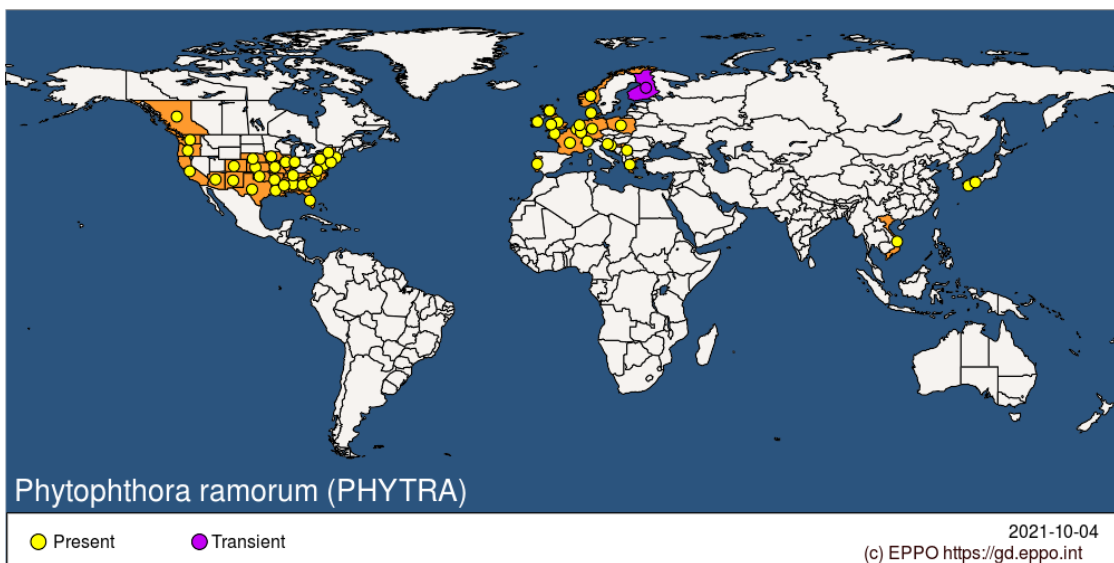 Phytophthora ramorum (PHYTRA)
Present
Transient
2021-10-04
(c) EPPO https://gd.eppo.int